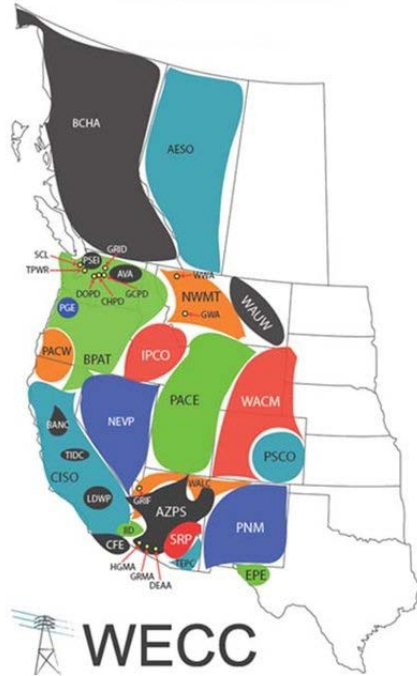 BCHA
AESO
SCL
PSEI
GRID
TPWR
AVA
WWA
DOPD
GCPD
CHPD
NWMT
WAUW
PGE
GWA
PACW
BPAT
IPCO
PACE
WACM
NEVP
BANC
TIDC
PSCO
CISO
LDWP
GRIF
WALC
AZPS
IID
CFE
SRP
PNM
HGMA
TEPC
GRMA
DEAA
EPE
WECC